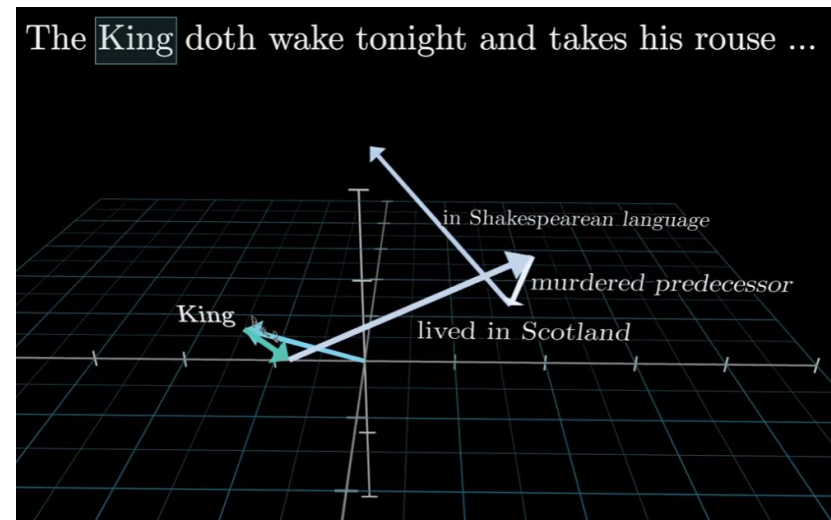 The King doth wake tonight and takes his rouse ...
in Shakespearean language
murdered predecessor
King
lived in Scotland